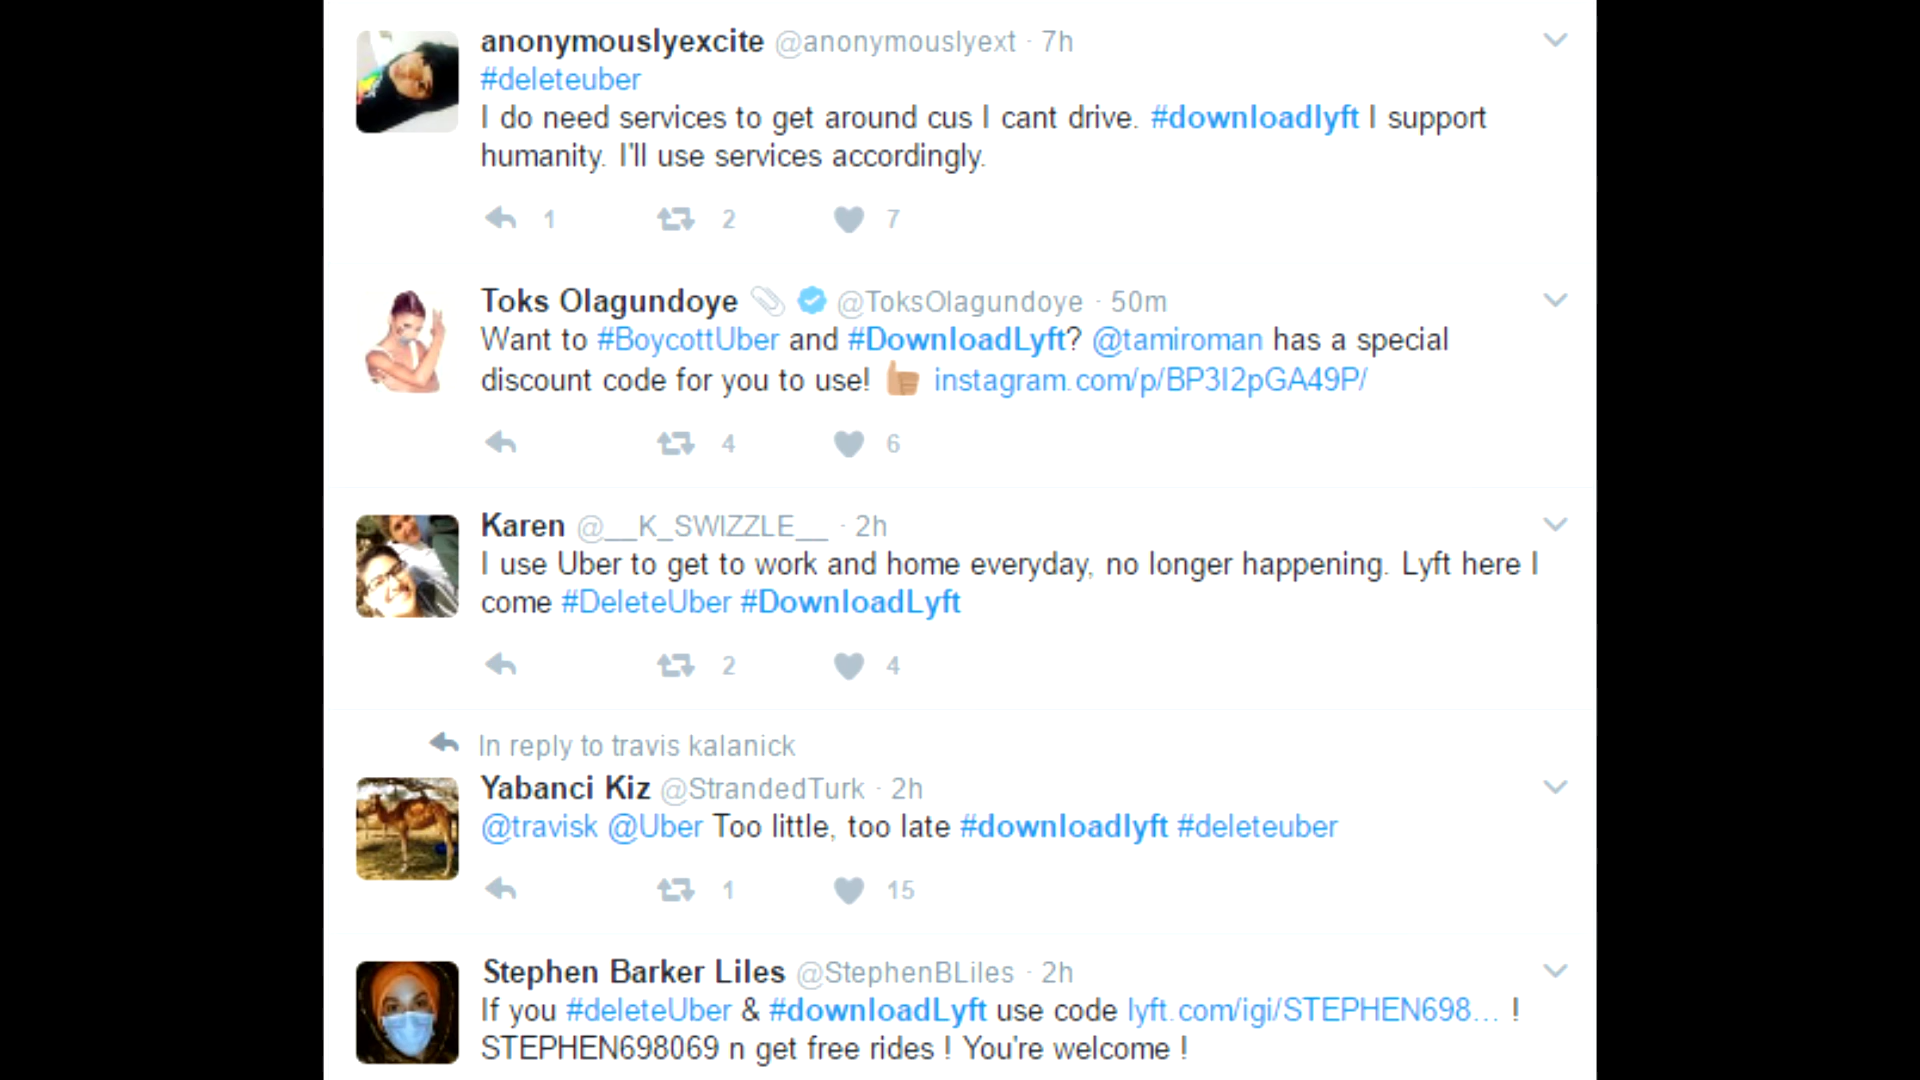 anonymouslyexcite @anonymouslyext · 7h
#deleteuber
I do need services to get around cus I cant drive. #downloadlyft I support
humanity. I'll use services accordingly.
1 2 7
Toks Olagundoye @ToksOlagundoye · 50m
Want to #BoycottUber and #DownloadLyft? @tamiroman has a special
discount code for you to use! instagram.com/p/BP3I2pGA49P/
4 6
Karen @__K_SWIZZLE__ · 2h
I use Uber to get to work and home everyday, no longer happening. Lyft here I
come #DeleteUber #DownloadLyft
2 4
In reply to travis kalanick
Yabanci Kiz @StrandedTurk · 2h
@travisk @Uber Too little, too late #downloadlyft #deleteuber
1 15
Stephen Barker Liles @StephenBLiles · 2h
If you #deleteUber & #downloadLyft use code lyft.com/igi/STEPHEN698... !
STEPHEN698069 n get free rides ! You're welcome !